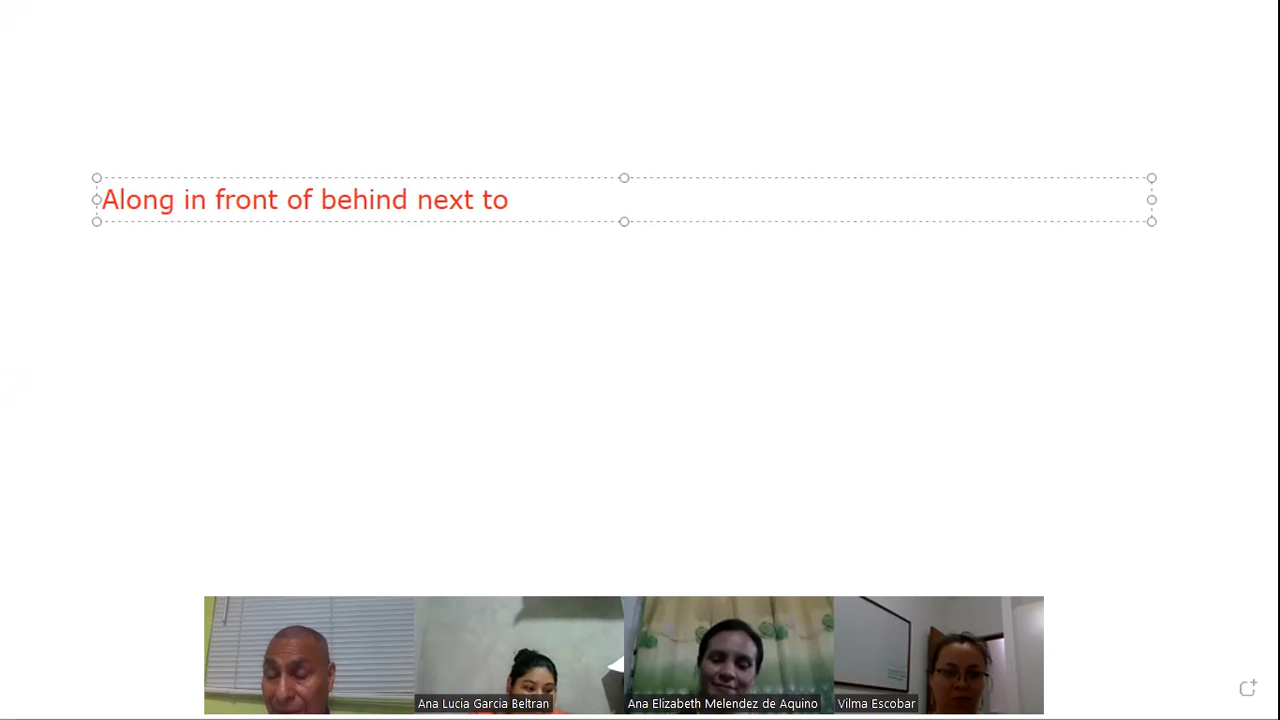 Along in front of behind next to
Ana Lucia Garcia Beltran
Ana Elizabeth Melendez de Aquino
Vilma Escobar